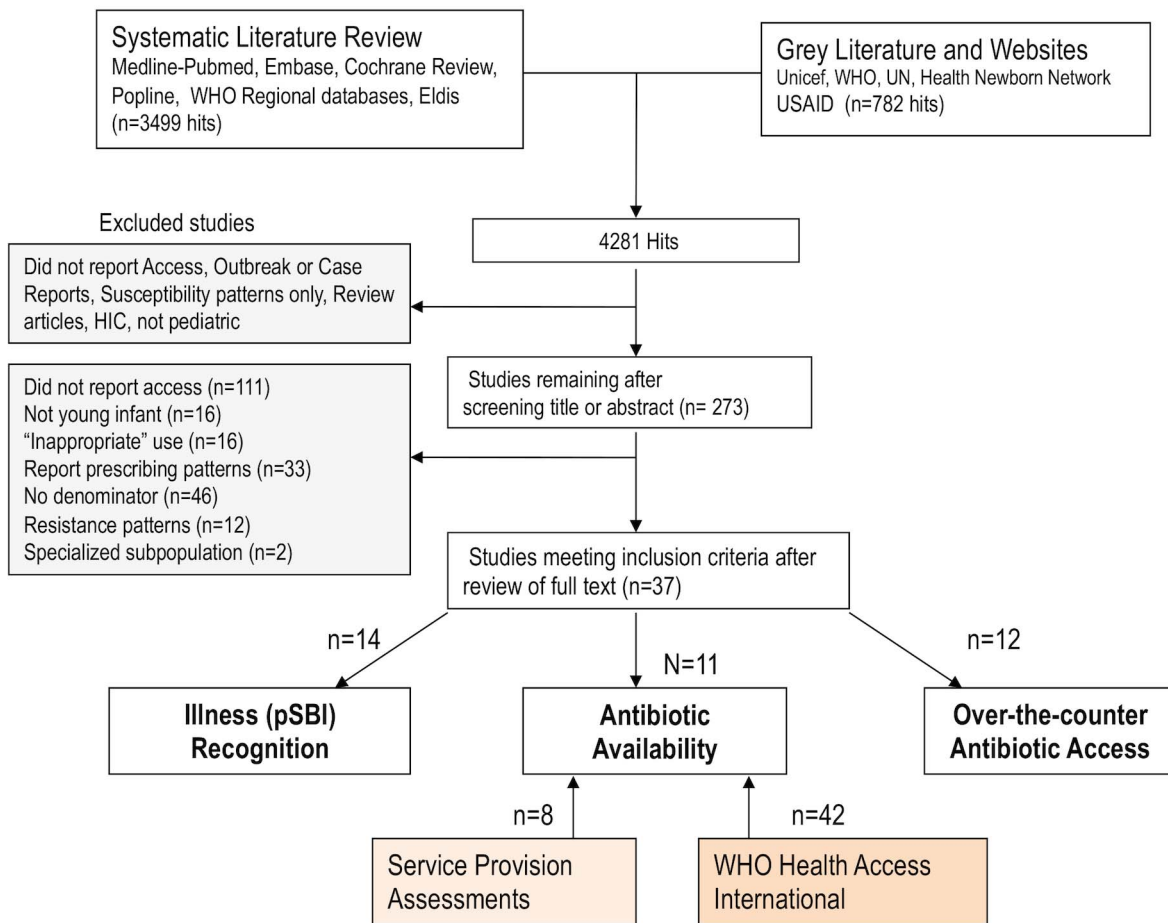 Systematic Literature Review
Medline-Pubmed, Embase, Cochrane Review,
Popline, WHO Regional databases, Eldis
(n=3499 hits)
Grey Literature and Websites
Unicef, WHO, UN, Health Newborn Network
USAID (n=782 hits)
4281 Hits
Excluded studies
Did not report Access, Outbreak or Case
Reports, Susceptibility patterns only, Review
articles, HIC, not pediatric
Studies remaining after
screening title or abstract (n= 273)
Did not report access (n=111)
Not young infant (n=16)
“Inappropriate” use (n=16)
Report prescribing patterns (n=33)
No denominator (n=46)
Resistance patterns (n=12)
Specialized subpopulation (n=2)
Studies meeting inclusion criteria after
review of full text (n=37)
n=14
N=11
n=12
Illness (pSBI)
Recognition
Antibiotic
Availability
Over-the-counter
Antibiotic Access
n=8
n=42
Service Provision
Assessments
WHO Health Access
International